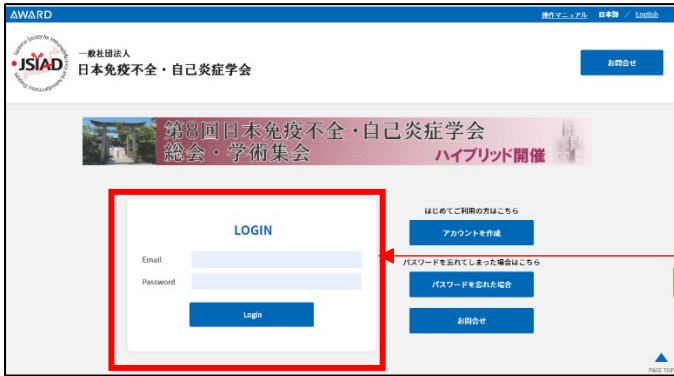 AWARD
操作マニュアル 日本語 / English
JSIAD
一般社団法人
日本免疫不全・自己炎症学会
お問合せ
第8回日本免疫不全・自己炎症学会
総会・学術集会 ハイブリッド開催
LOGIN
Email
Password
Login
はじめてご利用の方はこちら
アカウントを作成
パスワードを忘れてしまった場合はこちら
パスワードを忘れた場合
お問合せ
PAGE TOP